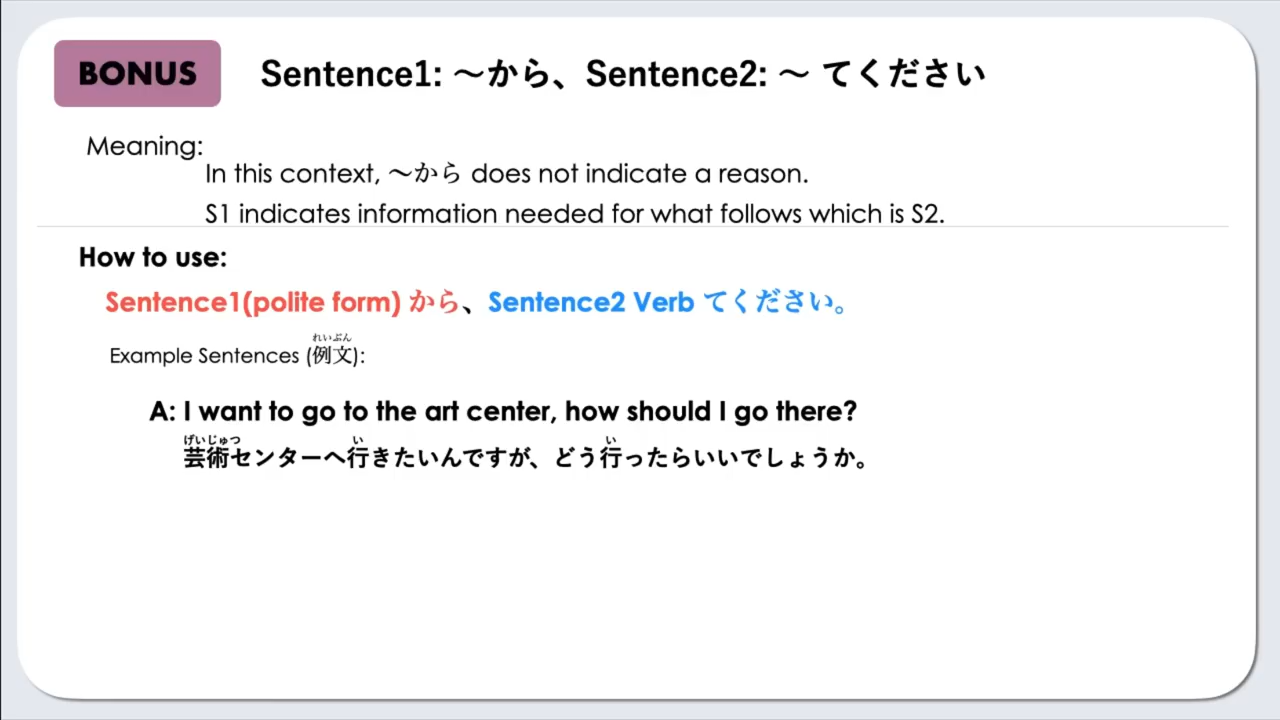 BONUS
Sentence1: ～から、Sentence2: ～ てください
Meaning:
In this context, ～から does not indicate a reason.
S1 indicates information needed for what follows which is S2.
How to use:
Sentence1(polite form) から、Sentence2 Verb てください。
れいぶん
Example Sentences (例文):
A: I want to go to the art center, how should I go there?
げいじゅつ い い
芸術センターへ行きたいんですが、どう行ったらいいでしょうか。